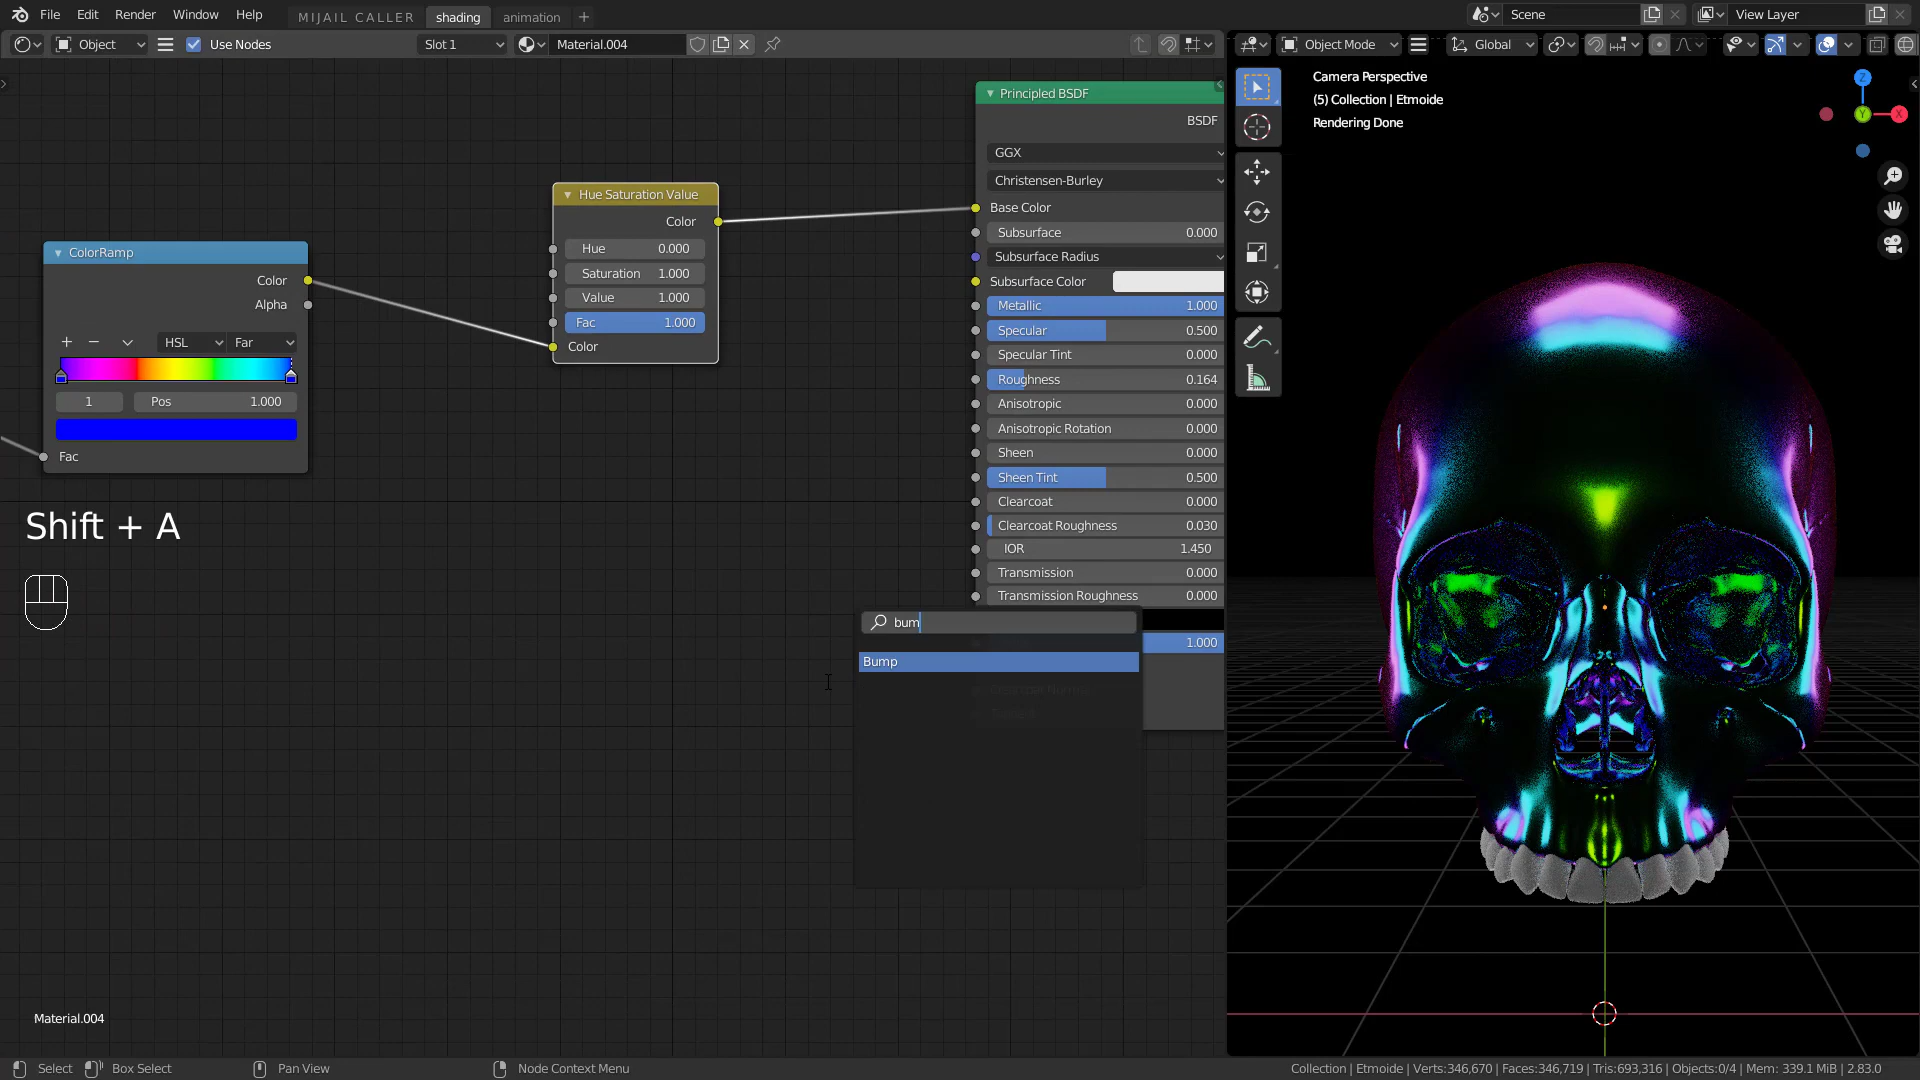 File Edit Render Window Help MIJAIL CALLER shading animation + Scene View Layer
Object Use Nodes Slot 1 Material.004 Object Mode Global
Principled BSDF
BSDF
GGX
Christensen-Burley
Base Color
Subsurface 0.000
Subsurface Radius
Subsurface Color
Metallic 1.000
Specular 0.500
Specular Tint 0.000
Roughness 0.164
Anisotropic 0.000
Anisotropic Rotation 0.000
Sheen 0.000
Sheen Tint 0.500
Clearcoat 0.000
Clearcoat Roughness 0.030
IOR 1.450
Transmission 0.000
Transmission Roughness 0.000
1.000
Hue Saturation Value
Color
Hue 0.000
Saturation 1.000
Value 1.000
Fac 1.000
Color
ColorRamp
Color
Alpha
+ − HSL Far
1 Pos 1.000
Fac
Shift + A
bum
Bump
Camera Perspective
(5) Collection | Etmoide
Rendering Done
Z
Y
X
Material.004
Select Box Select Pan View Node Context Menu Collection | Etmoide | Verts:346,670 | Faces:346,719 | Tris:693,316 | Objects:0/4 | Mem: 339.1 MiB | 2.83.0